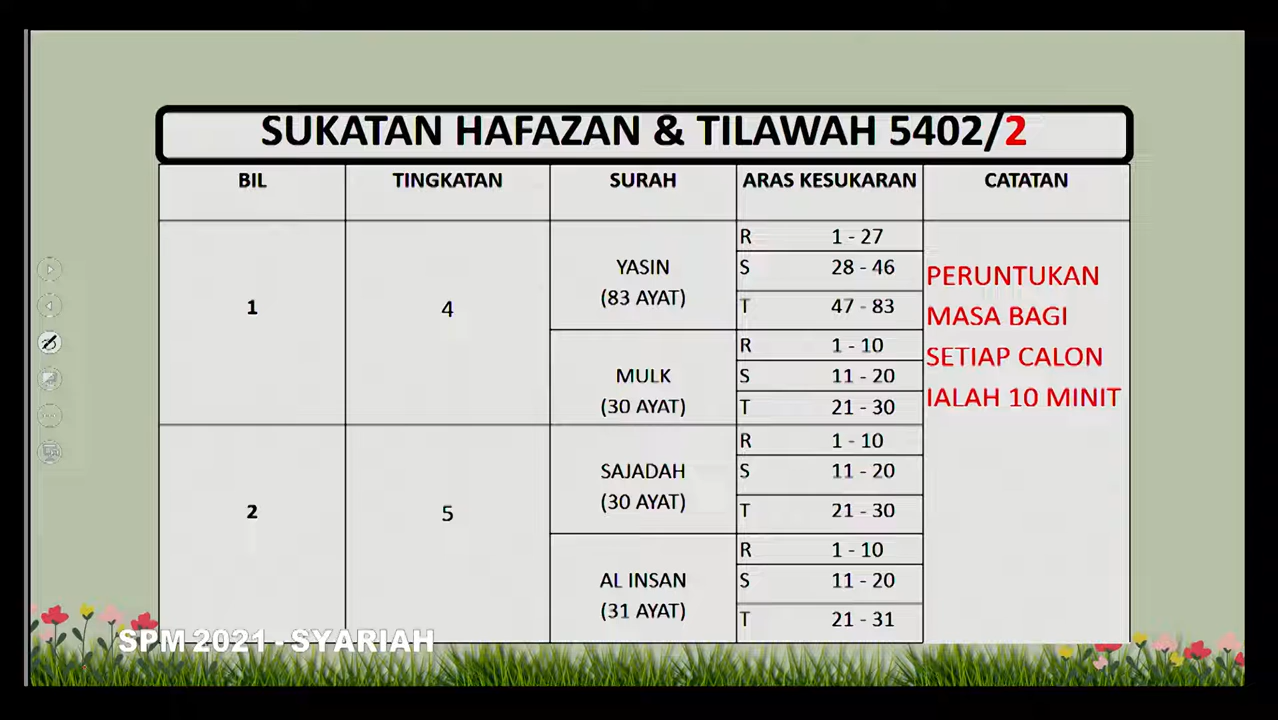 SUKATAN HAFAZAN & TILAWAH 5402/2
BIL TINGKATAN SURAH ARAS KESUKARAN CATATAN
1 4 YASIN (83 AYAT)
R 1 - 27
S 28 - 46
T 47 - 83
MULK (30 AYAT)
R 1 - 10
S 11 - 20
T 21 - 30
PERUNTUKAN
MASA BAGI
SETIAP CALON
IALAH 10 MINIT
2 5 SAJADAH (30 AYAT)
R 1 - 10
S 11 - 20
T 21 - 30
AL INSAN (31 AYAT)
R 1 - 10
S 11 - 20
T 21 - 31
SPM 2021 - SYARIAH